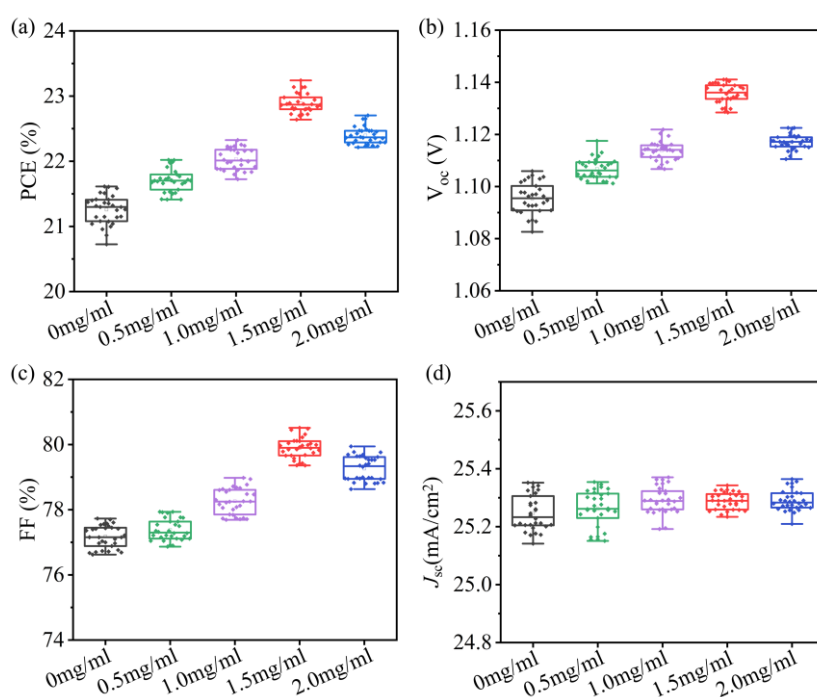 (a)
PCE (%)
24
23
22
21
20
0mg/ml
0.5mg/ml
1.0mg/ml
1.5mg/ml
2.0mg/ml
(b)
Voc (V)
1.16
1.14
1.12
1.10
1.08
1.06
0mg/ml
0.5mg/ml
1.0mg/ml
1.5mg/ml
2.0mg/ml
(c)
FF (%)
82
80
78
76
74
0mg/ml
0.5mg/ml
1.0mg/ml
1.5mg/ml
2.0mg/ml
(d)
Jsc(mA/cm²)
25.6
25.4
25.2
25.0
24.8
0mg/ml
0.5mg/ml
1.0mg/ml
1.5mg/ml
2.0mg/ml